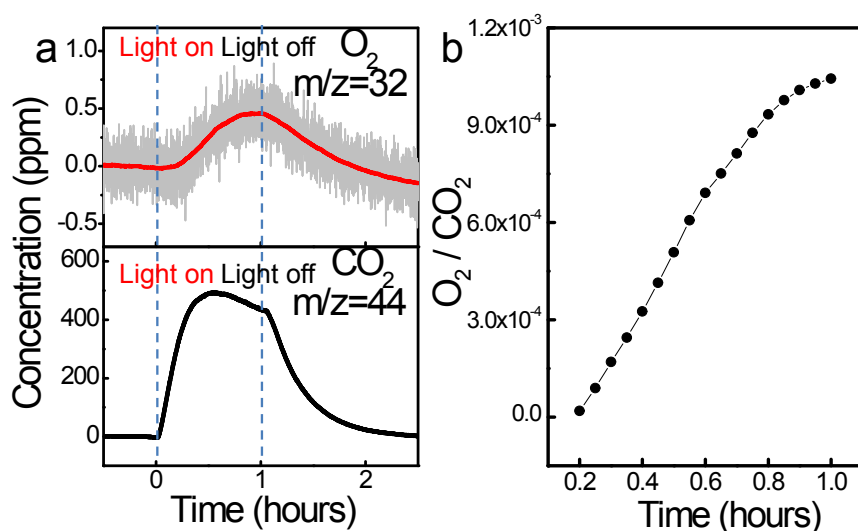 a
Light on Light off O₂
m/z=32
1.0
0.5
0.0
-0.5
Light on Light off CO₂
m/z=44
600
400
200
0
0 1 2
Time (hours)
Concentration (ppm)
b
1.2x10⁻³
9.0x10⁻⁴
6.0x10⁻⁴
3.0x10⁻⁴
0.0
0.2 0.4 0.6 0.8 1.0
Time (hours)
O₂ / CO₂